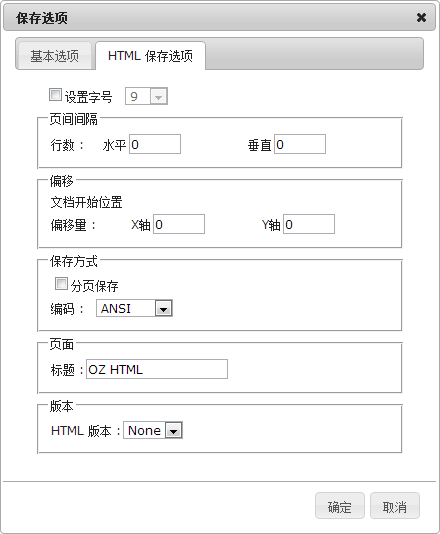 保存选项
基本选项 HTML 保存选项
设置字号 9
页间间隔
行数： 水平 0 垂直 0
偏移
文档开始位置
偏移量： X轴 0 Y轴 0
保存方式
分页保存
编码： ANSI
页面
标题：OZ HTML
版本
HTML 版本：None
确定 取消